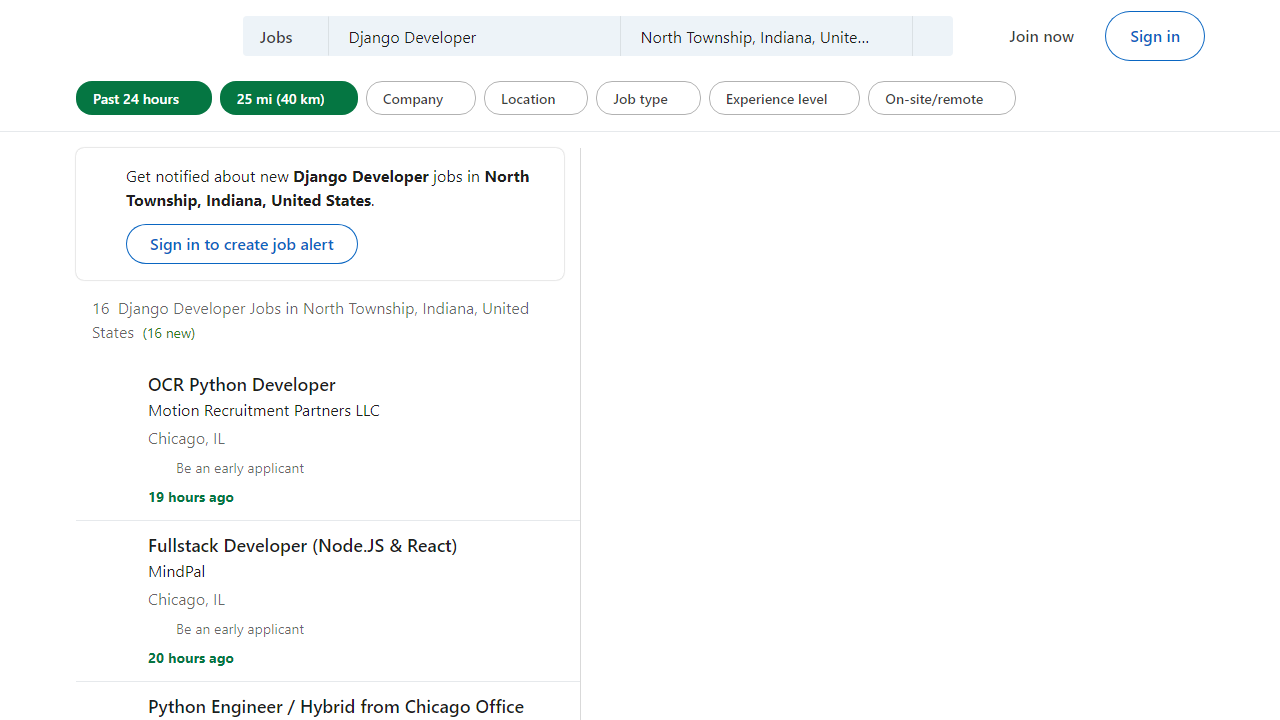 Jobs
Django Developer
North Township, Indiana, Unite...
Join now
Sign in
Past 24 hours
25 mi (40 km)
Company
Location
Job type
Experience level
On-site/remote
Get notified about new Django Developer jobs in North
Township, Indiana, United States.
Sign in to create job alert
16 Django Developer Jobs in North Township, Indiana, United
States (16 new)
OCR Python Developer
Motion Recruitment Partners LLC
Chicago, IL
Be an early applicant
19 hours ago
Fullstack Developer (Node.JS & React)
MindPal
Chicago, IL
Be an early applicant
20 hours ago
Python Engineer / Hybrid from Chicago Office